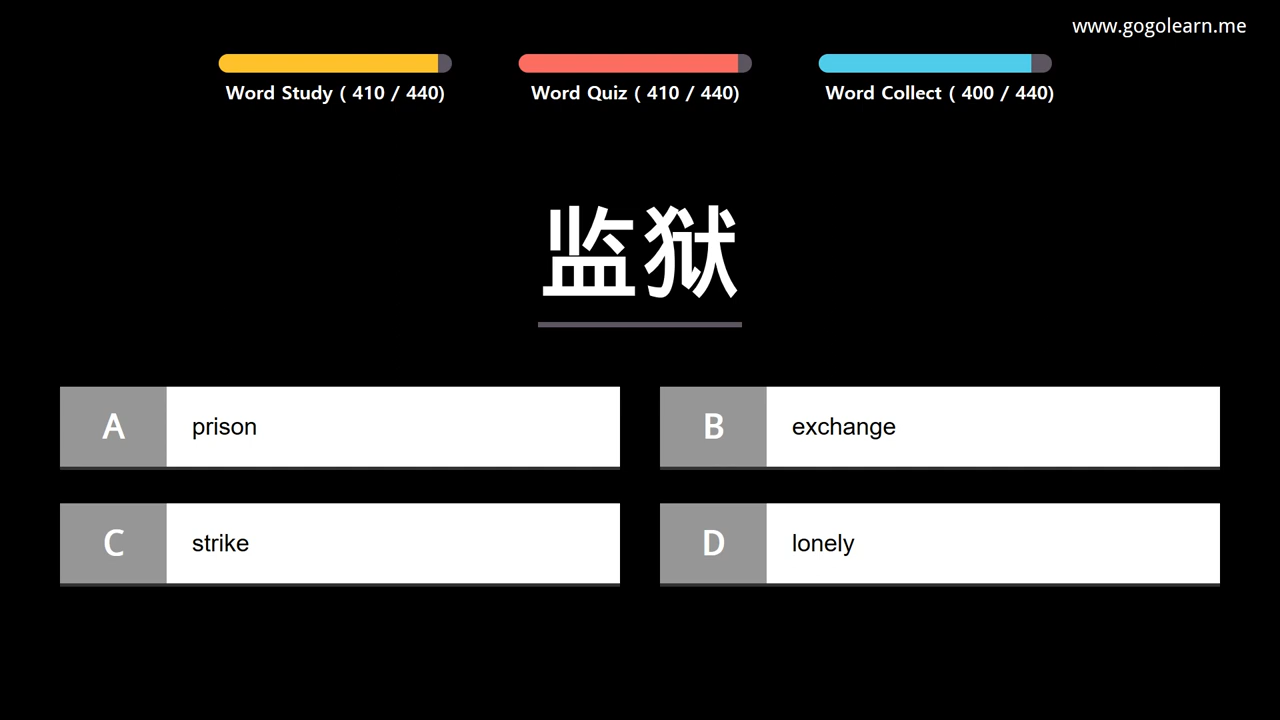 www.gogolearn.me
Word Study ( 410 / 440)
Word Quiz ( 410 / 440)
Word Collect ( 400 / 440)
监狱
A prison
B exchange
C strike
D lonely